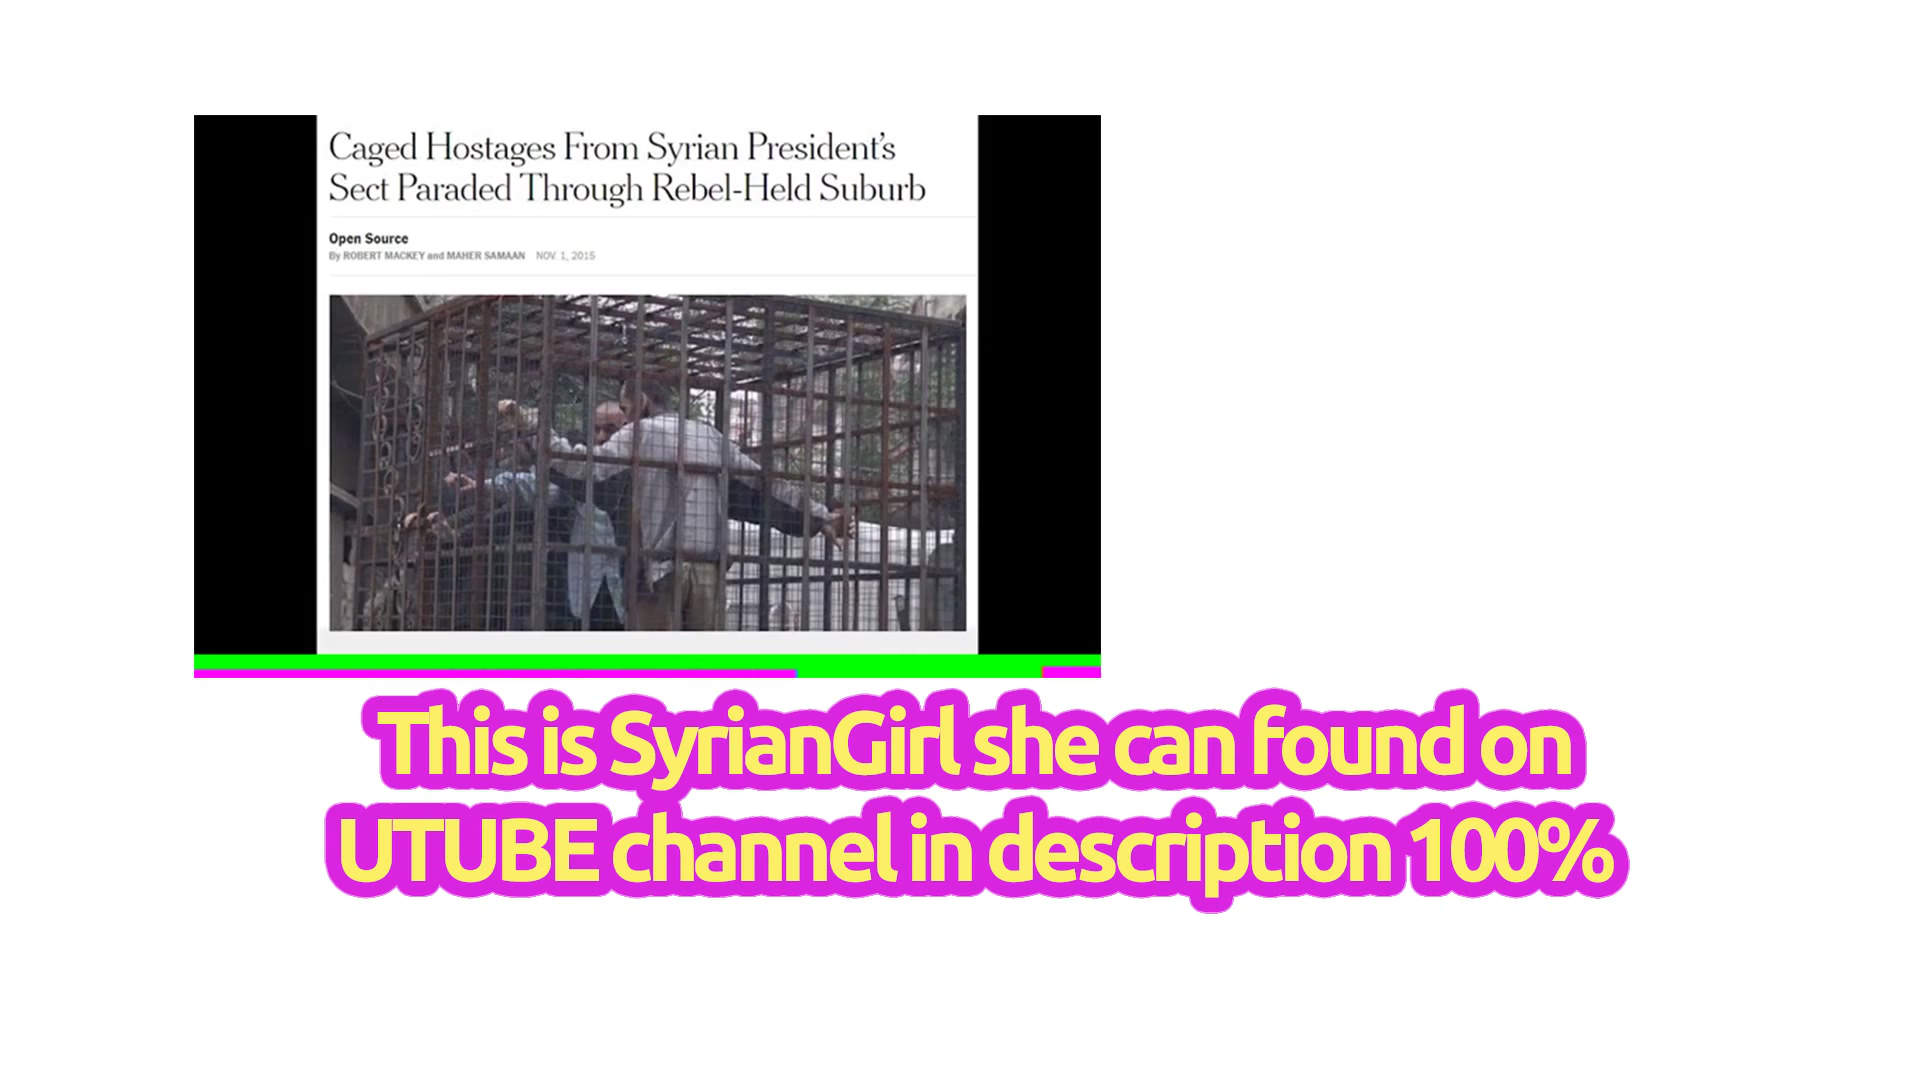 Caged Hostages From Syrian President's
Sect Paraded Through Rebel-Held Suburb
Open Source
By ROBERT MACKEY and MAHER SAMAAN NOV. 1, 2015
This is SyrianGirl she can found on
UTUBE channel in description 100%